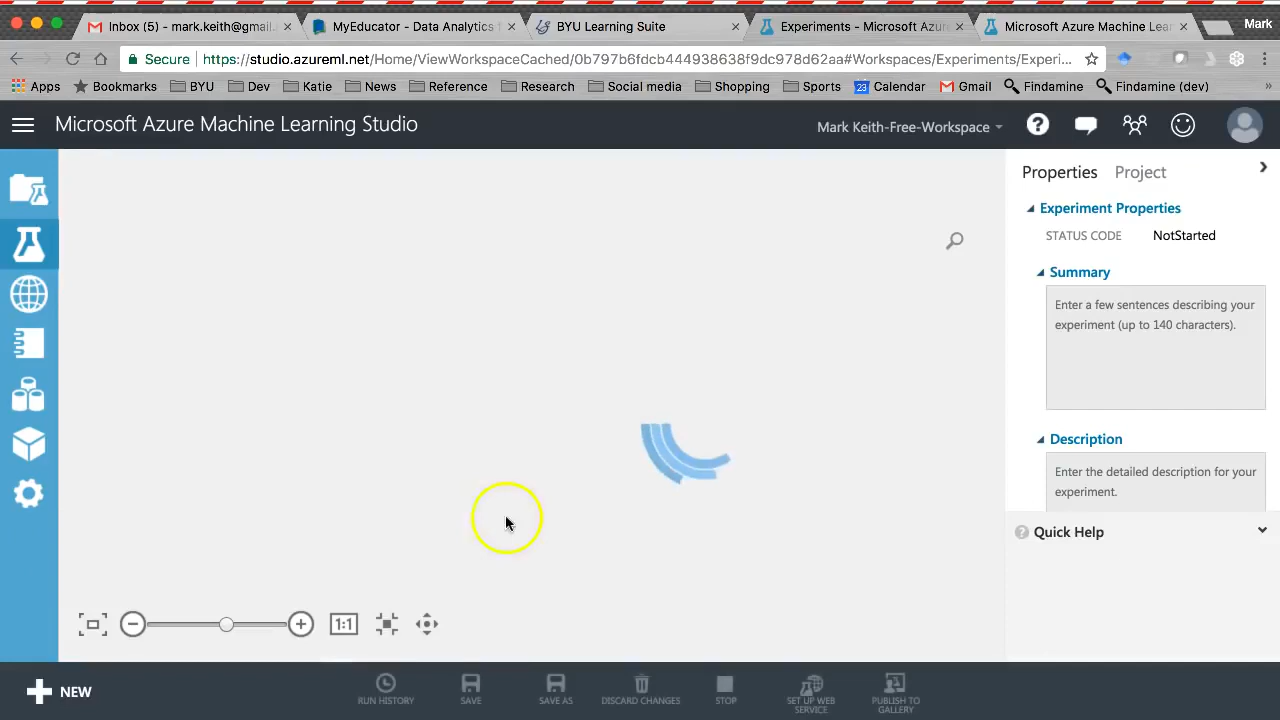 Inbox (5) - mark.keith@gmail.
MyEducator - Data Analytics f
BYU Learning Suite
Experiments - Microsoft Azure
Microsoft Azure Machine Lear
Mark
Secure
https://studio.azureml.net/Home/ViewWorkspaceCached/0b797b6fdcb444938638f9dc978d62aa#Workspaces/Experiments/Experi...
Apps
Bookmarks
BYU
Dev
Katie
News
Reference
Research
Social media
Shopping
Sports
23
Calendar
Gmail
Findamine
Findamine (dev)
»
Microsoft Azure Machine Learning Studio
Mark Keith-Free-Workspace
?
Properties
Project
Experiment Properties
STATUS CODE
NotStarted
Summary
Enter a few sentences describing your
experiment (up to 140 characters).
Description
Enter the detailed description for your
experiment.
? Quick Help
1:1
NEW
RUN HISTORY
SAVE
SAVE AS
DISCARD CHANGES
STOP
SET UP WEB
SERVICE
PUBLISH TO
GALLERY